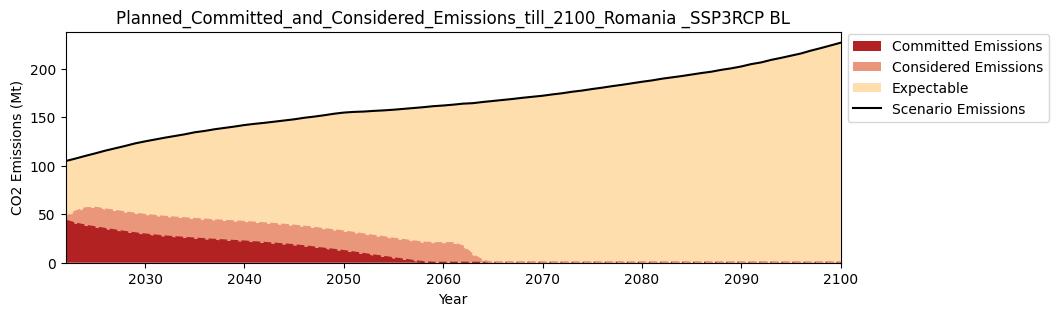 Planned_Committed_and_Considered_Emissions_till_2100_Romania _SSP3RCP BL
Committed Emissions
Considered Emissions
Expectable
Scenario Emissions
CO2 Emissions (Mt)
200
150
100
50
0
2030 2040 2050 2060 2070 2080 2090 2100
Year